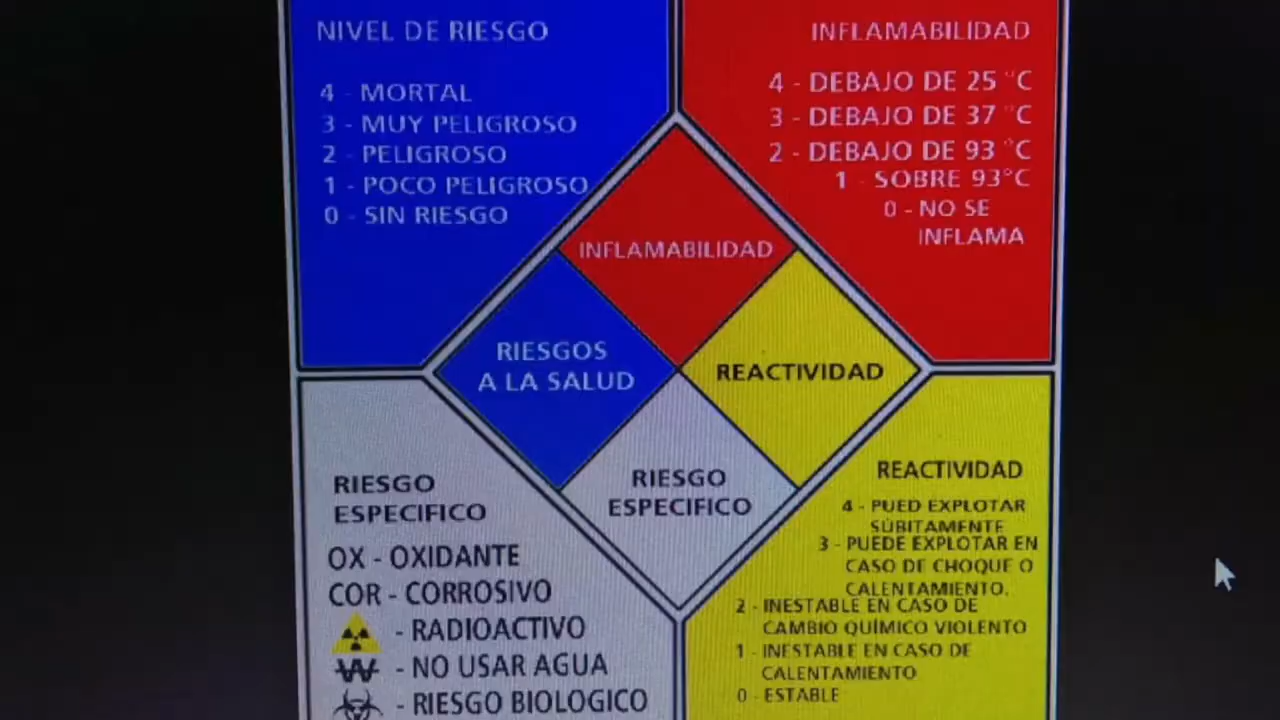 NIVEL DE RIESGO
4 - MORTAL
3 - MUY PELIGROSO
2 - PELIGROSO
1 - POCO PELIGROSO
0 - SIN RIESGO
INFLAMABILIDAD
4 - DEBAJO DE 25 °C
3 - DEBAJO DE 37 °C
2 - DEBAJO DE 93 °C
1 - SOBRE 93°C
0 - NO SE
INFLAMA
INFLAMABILIDAD
RIESGOS
A LA SALUD
REACTIVIDAD
RIESGO
ESPECIFICO
RIESGO
ESPECIFICO
OX - OXIDANTE
COR - CORROSIVO
- RADIOACTIVO
W - NO USAR AGUA
- RIESGO BIOLOGICO
REACTIVIDAD
4 - PUED EXPLOTAR
SÚBITAMENTE
3 - PUEDE EXPLOTAR EN
CASO DE CHOQUE O
CALENTAMIENTO.
2 - INESTABLE EN CASO DE
CAMBIO QUÍMICO VIOLENTO
1 - INESTABLE EN CASO DE
CALENTAMIENTO
0 - ESTABLE